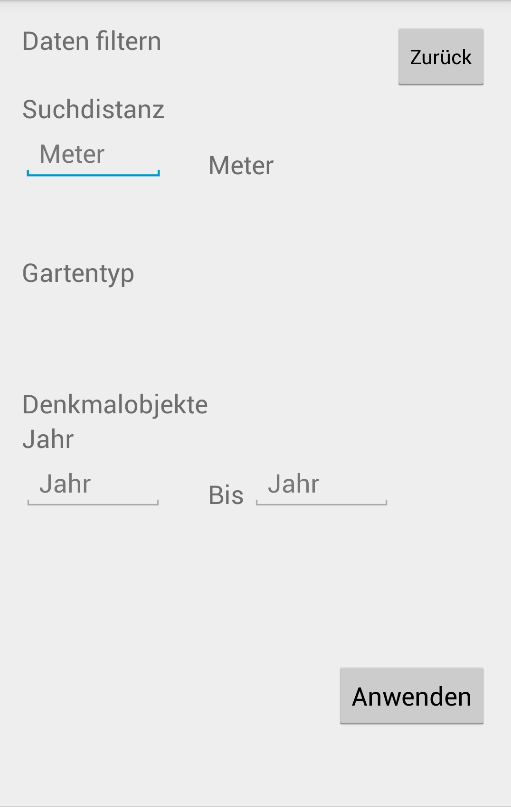 Daten filtern
Zurück
Suchdistanz
Meter
Meter
Gartentyp
Denkmalobjekte
Jahr
Jahr
Bis
Jahr
Anwenden